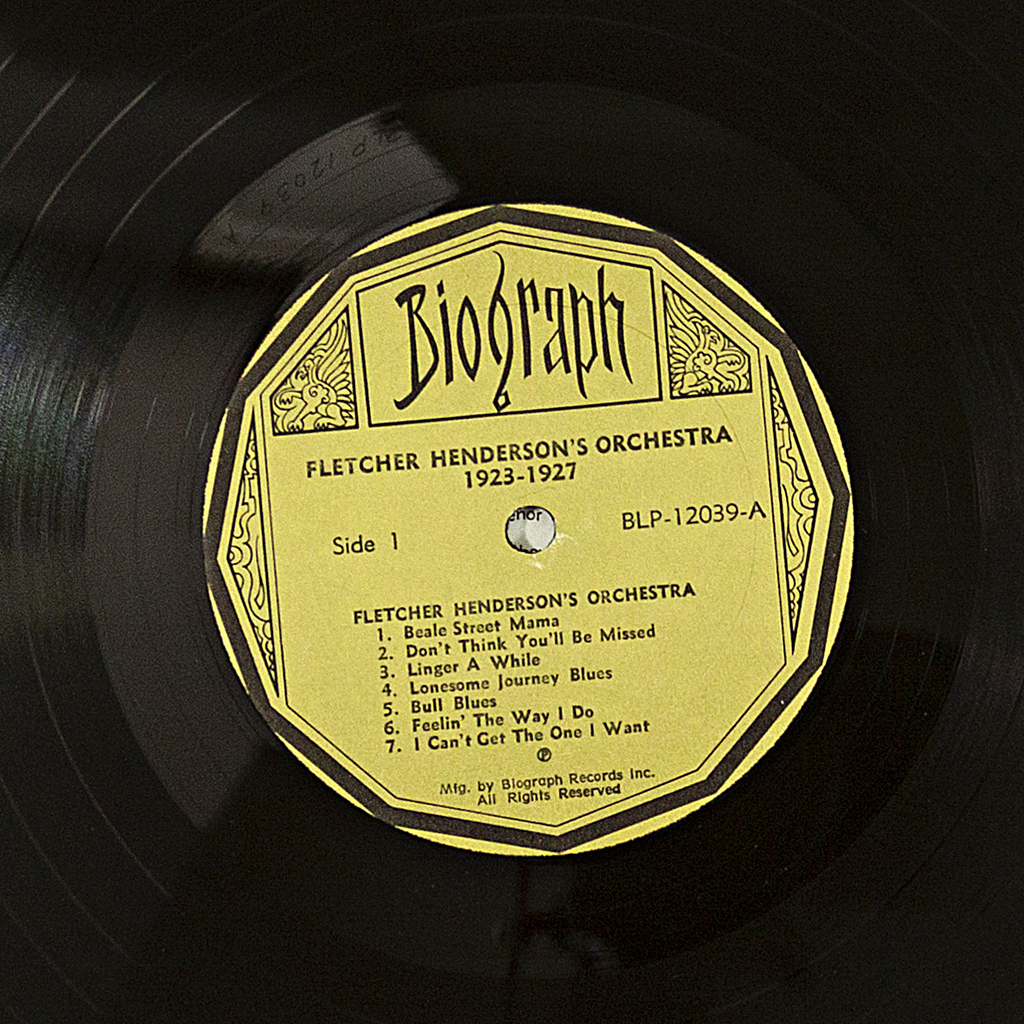 BLP 12039 A
Biograph
FLETCHER HENDERSON'S ORCHESTRA
1923-1927
Side 1
BLP-12039-A
FLETCHER HENDERSON'S ORCHESTRA
1. Beale Street Mama
2. Don't Think You'll Be Missed
3. Linger A While
4. Lonesome Journey Blues
5. Bull Blues
6. Feelin' The Way I Do
7. I Can't Get The One I Want
℗
Mfg. by Biograph Records Inc.
All Rights Reserved